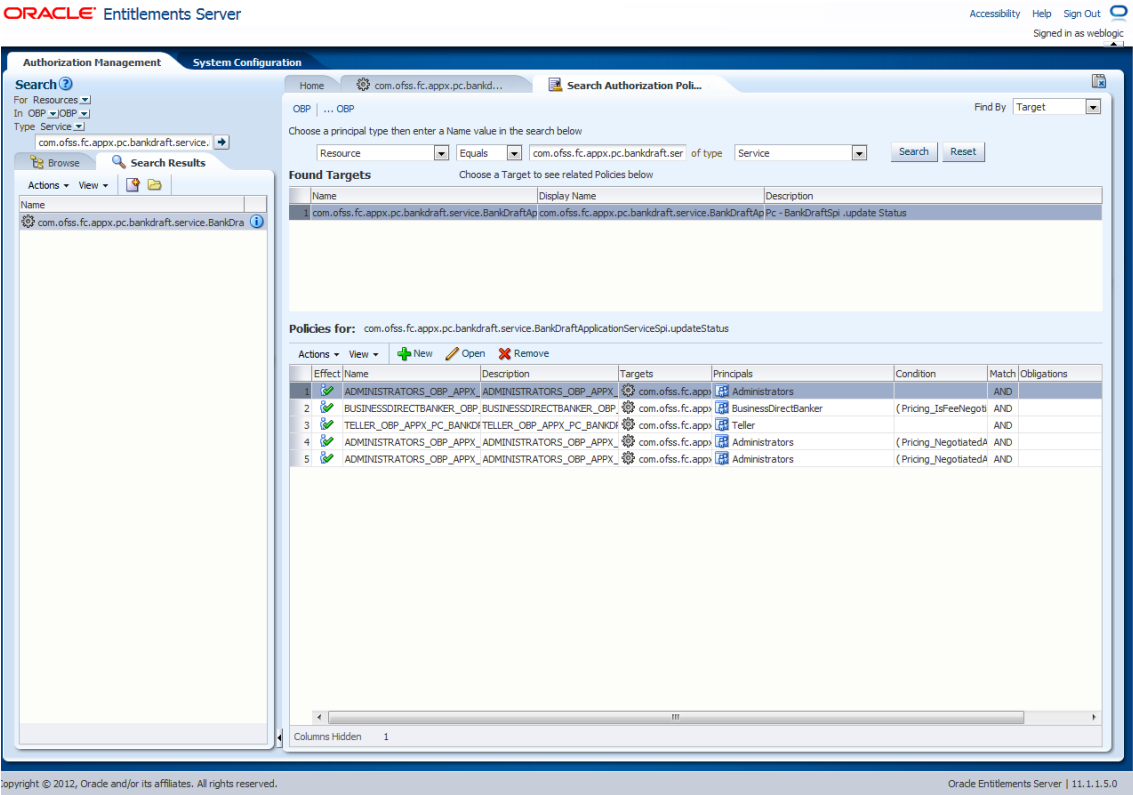 ORACLE Entitlements Server
Accessibility Help Sign Out
Signed in as weblogic
Authorization Management System Configuration
Search
For Resources
In OBP OBP
Type Service
com.ofss.fc.appx.pc.bankdraft.service.
Browse Search Results
Actions View
Name
com.ofss.fc.appx.pc.bankdraft.service.BankDra
Home com.ofss.fc.appx.pc.bankd... Search Authorization Poli...
OBP | ... OBP
Find By Target
Choose a principal type then enter a Name value in the search below
Resource Equals com.ofss.fc.appx.pc.bankdraft.ser of type Service Search Reset
Found Targets Choose a Target to see related Policies below
Name Display Name Description
1 com.ofss.fc.appx.pc.bankdraft.service.BankDraftAp com.ofss.fc.appx.pc.bankdraft.service.BankDraftAp Pc - BankDraftSpi .update Status
Policies for: com.ofss.fc.appx.pc.bankdraft.service.BankDraftApplicationServiceSpi.updateStatus
Actions View New Open Remove
Effect Name Description Targets Principals Condition Match Obligations
1 ADMINISTRATORS_OBP_APPX_ ADMINISTRATORS_OBP_APPX_ com.ofss.fc.appx Administrators AND
2 BUSINESSDIRECTBANKER_OBP_ BUSINESSDIRECTBANKER_OBP_ com.ofss.fc.appx BusinessDirectBanker (Pricing_IsFeeNegoti AND
3 TELLER_OBP_APPX_PC_BANKDR TELLER_OBP_APPX_PC_BANKDR com.ofss.fc.appx Teller AND
4 ADMINISTRATORS_OBP_APPX_ ADMINISTRATORS_OBP_APPX_ com.ofss.fc.appx Administrators (Pricing_NegotiatedA AND
5 ADMINISTRATORS_OBP_APPX_ ADMINISTRATORS_OBP_APPX_ com.ofss.fc.appx Administrators (Pricing_NegotiatedA AND
Columns Hidden 1
Copyright © 2012, Oracle and/or its affiliates. All rights reserved.
Oracle Entitlements Server | 11.1.1.5.0